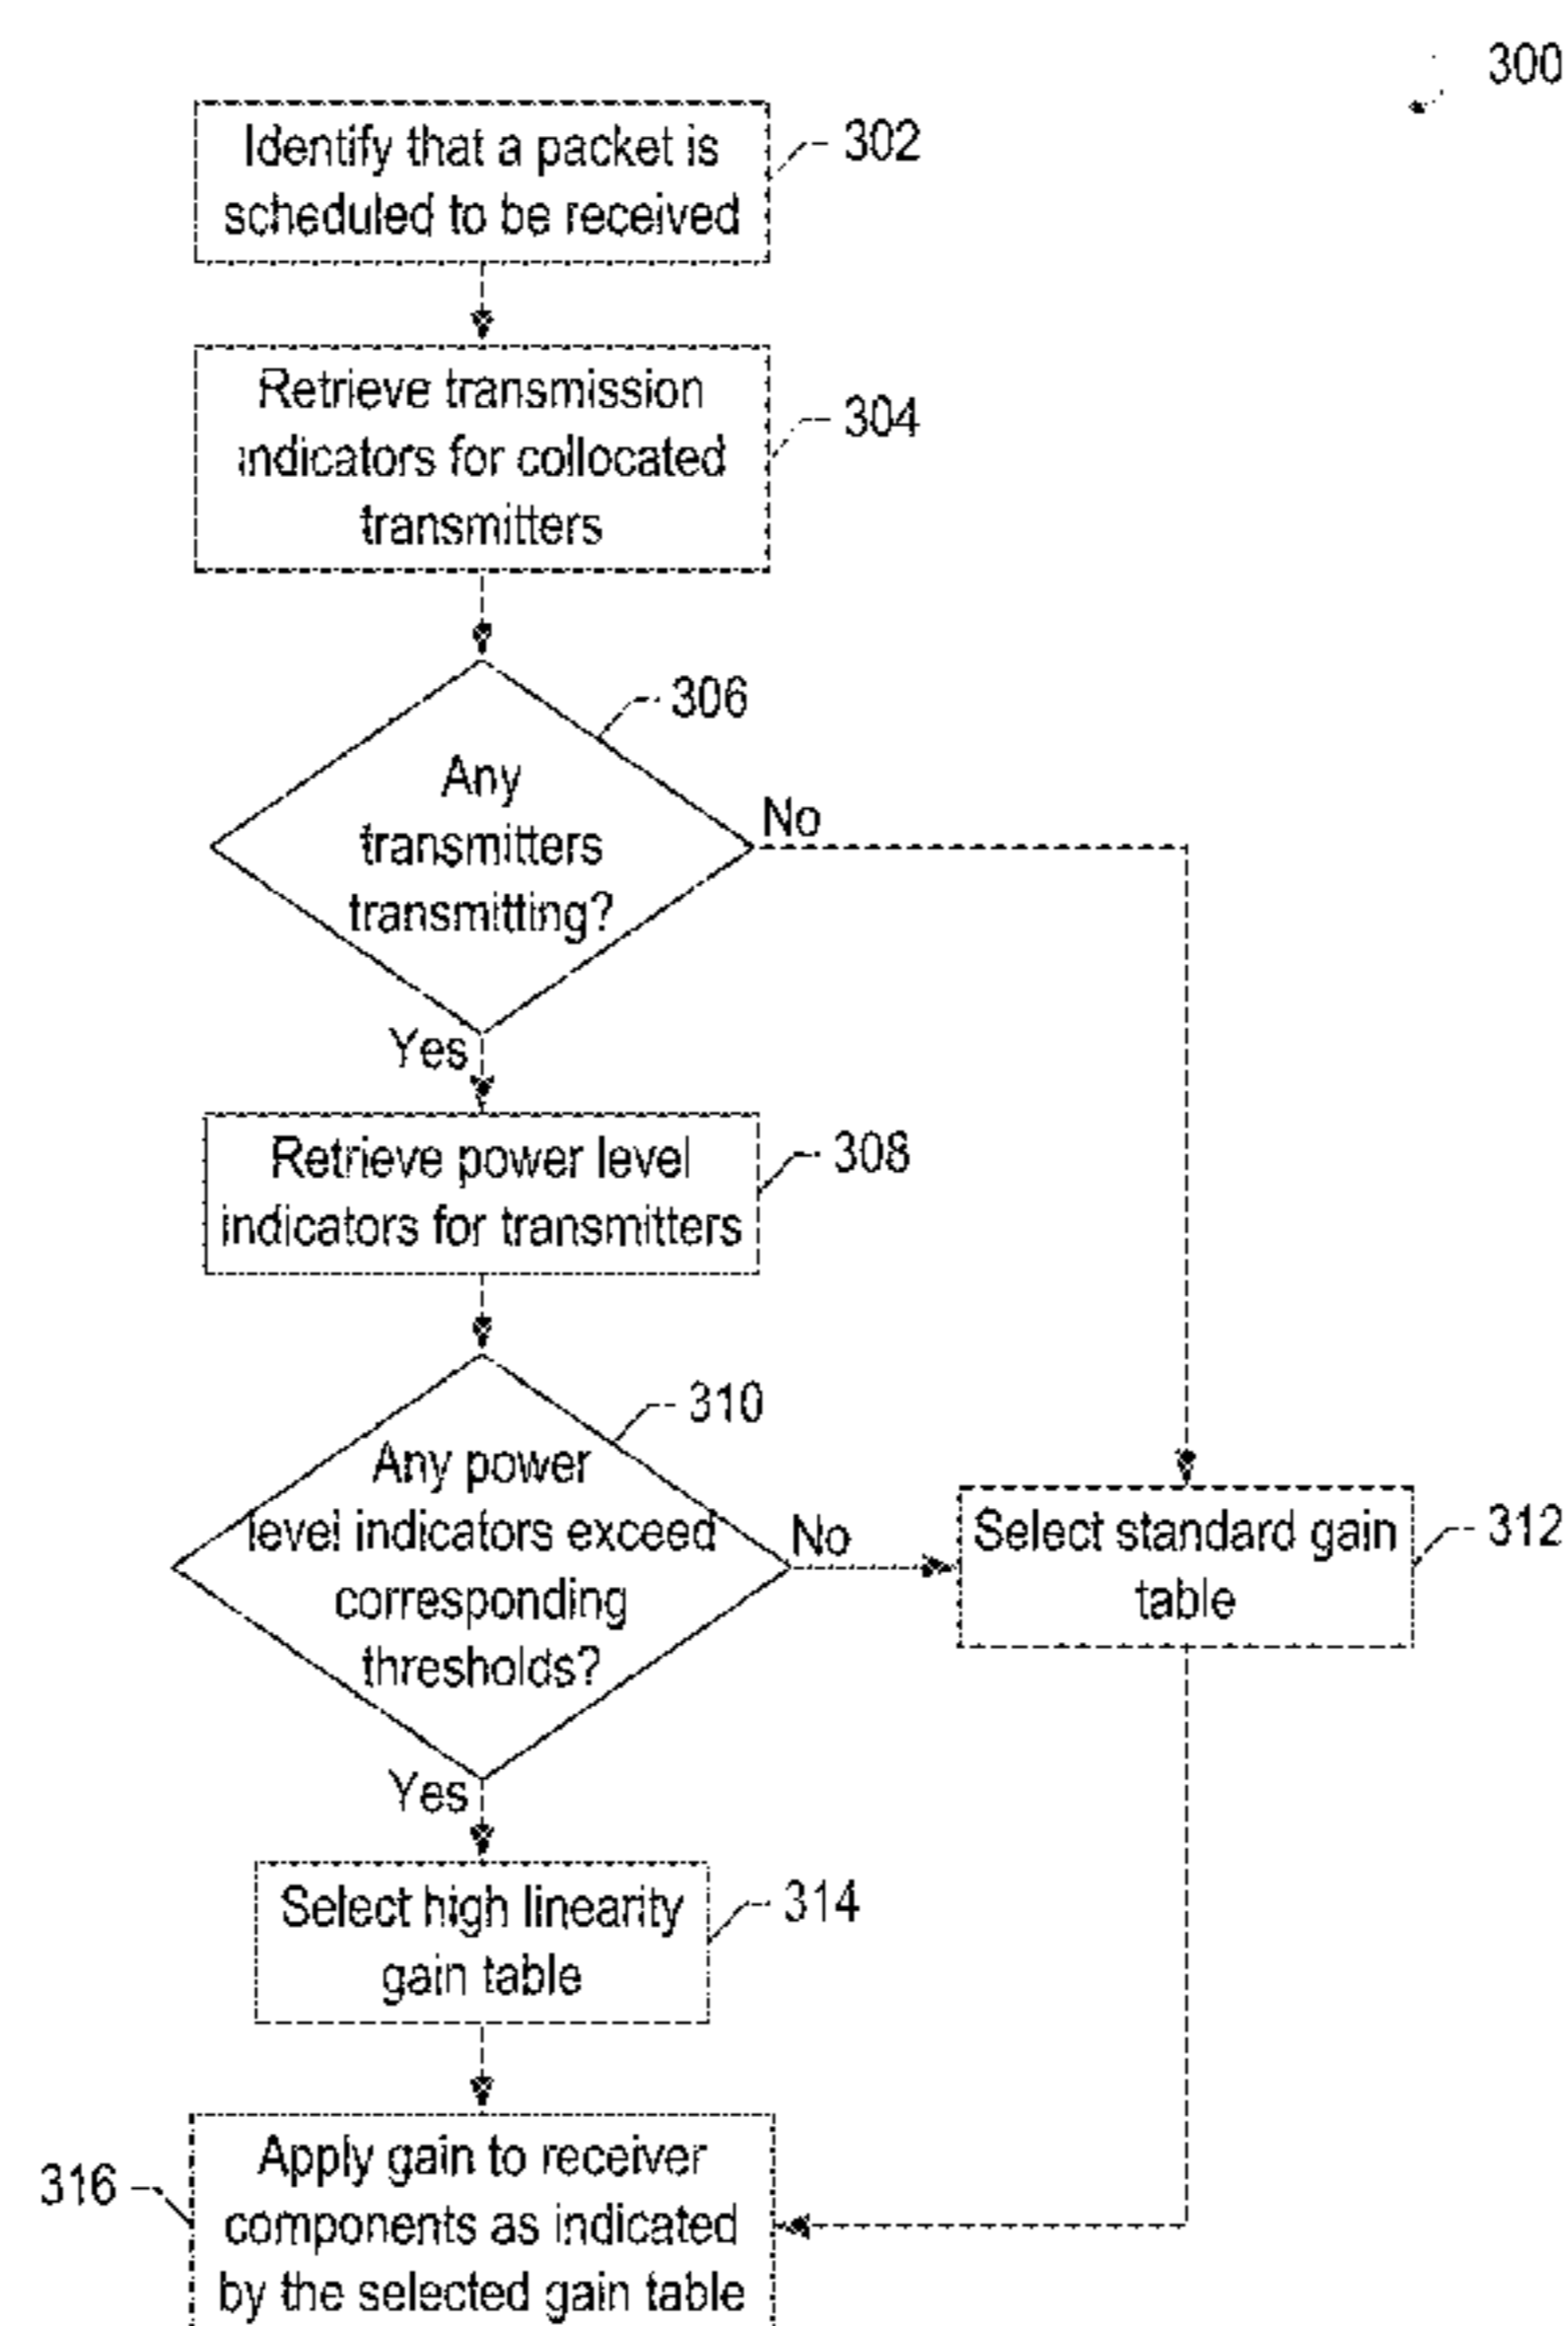 300
Identify that a packet is
scheduled to be received
302
Retrieve transmission
indicators for collocated
transmitters
304
306
Any
transmitters
transmitting?
No
Yes
Retrieve power level
indicators for transmitters
308
310
Any power
level indicators exceed
corresponding
thresholds?
No
Select standard gain
table
312
Yes
Select high linearity
gain table
314
316
Apply gain to receiver
components as indicated
by the selected gain table